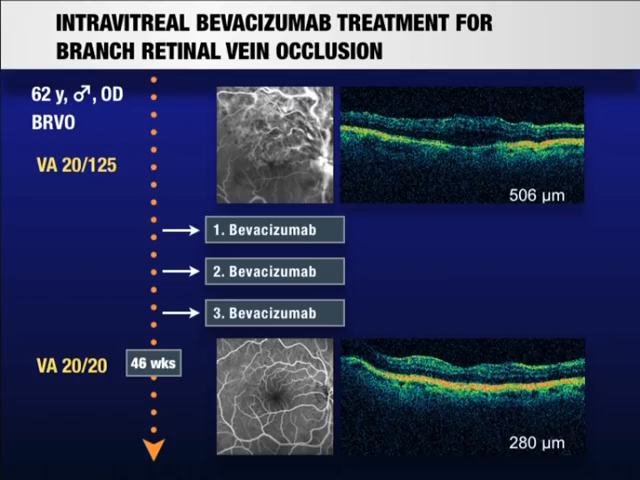 INTRAVITREAL BEVACIZUMAB TREATMENT FOR
BRANCH RETINAL VEIN OCCLUSION
62 y, ♂, OD
BRVO
VA 20/125
506 µm
1. Bevacizumab
2. Bevacizumab
3. Bevacizumab
VA 20/20
46 wks
280 µm